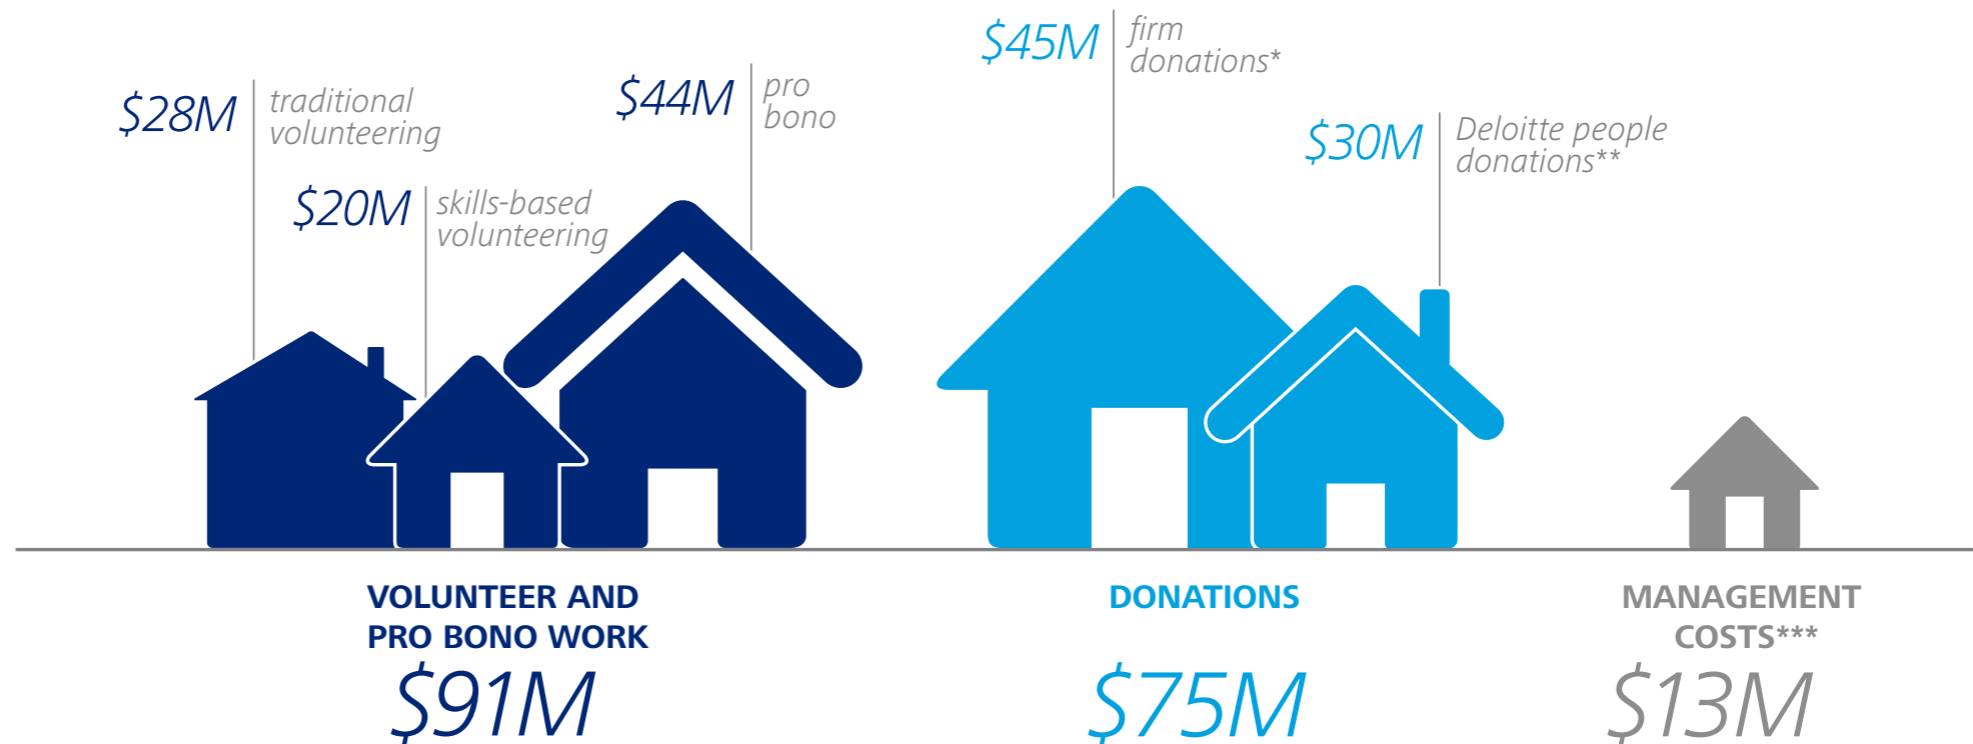 $28M
traditional
volunteering
$20M
skills-based
volunteering
$44M
pro
bono
$45M
firm
donations*
$30M
Deloitte people
donations**
VOLUNTEER AND
PRO BONO WORK
$91M
DONATIONS
$75M
MANAGEMENT
COSTS***
$13M